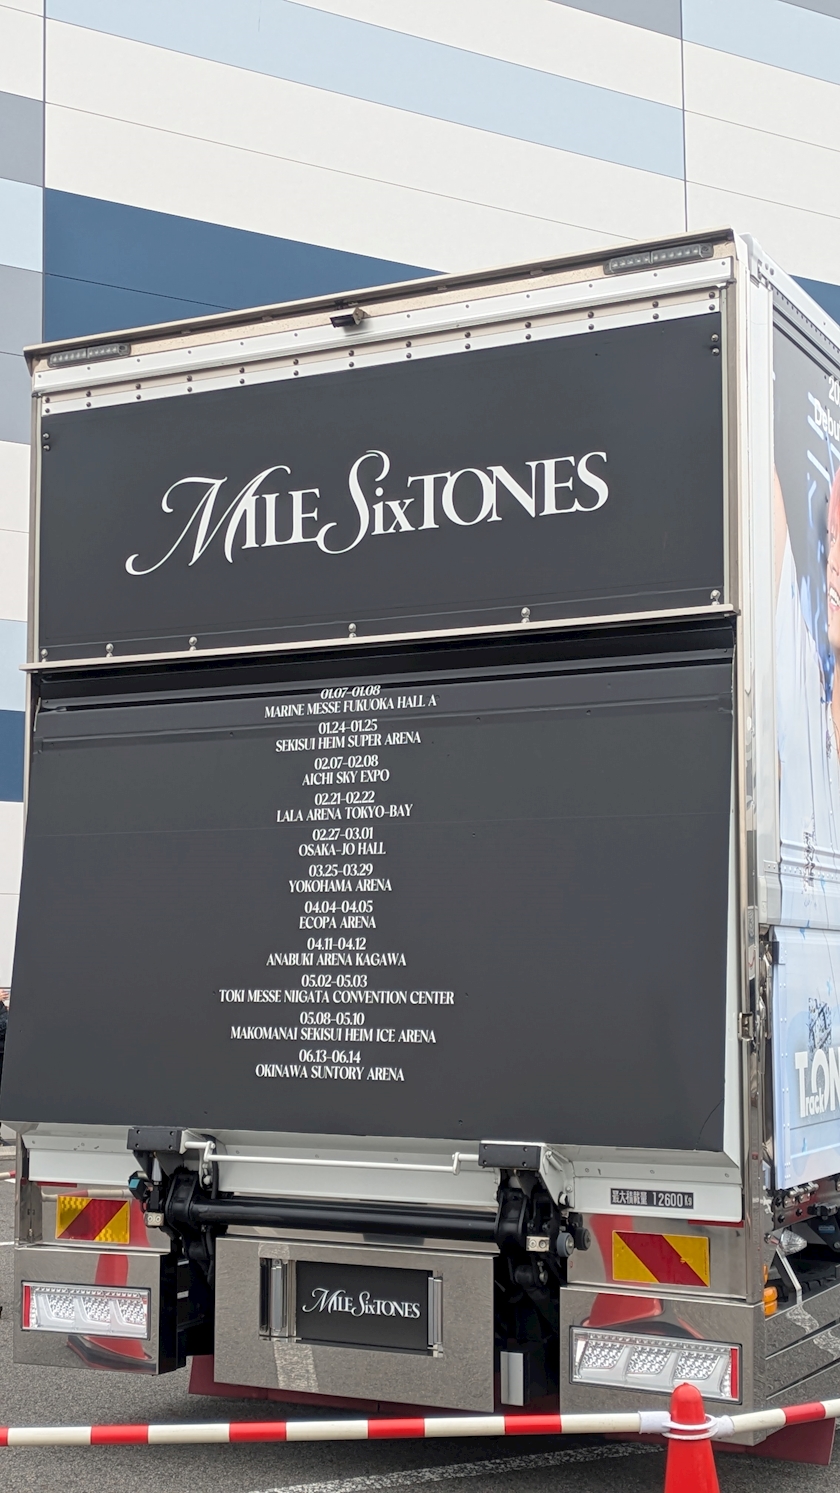 MILE SixTONES
01.07-01.08
MARINE MESSE FUKUOKA HALL A
01.24-01.25
SEKISUI HEIM SUPER ARENA
02.07-02.08
AICHI SKY EXPO
02.21-02.22
LALA ARENA TOKYO-BAY
02.27-03.01
OSAKA-JO HALL
03.25-03.29
YOKOHAMA ARENA
04.04-04.05
ECOPA ARENA
04.11-04.12
ANABUKI ARENA KAGAWA
05.02-05.03
TOKI MESSE NIIGATA CONVENTION CENTER
05.08-05.10
MAKOMANAI SEKISUI HEIM ICE ARENA
06.13-06.14
OKINAWA SUNTORY ARENA
最大積載量 12600Kg
MILE SixTONES